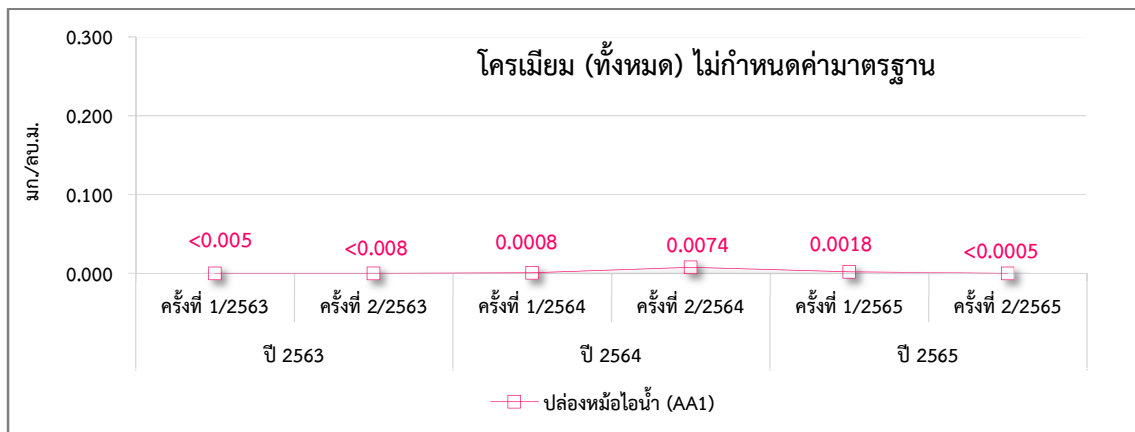 โครเมียม (ทั้งหมด) ไม่กำหนดค่ามาตรฐาน
มก./ลบ.ม.
0.300
0.200
0.100
0.000
<0.005 <0.008 0.0008 0.0074 0.0018 <0.0005
ครั้งที่ 1/2563 ครั้งที่ 2/2563 ครั้งที่ 1/2564 ครั้งที่ 2/2564 ครั้งที่ 1/2565 ครั้งที่ 2/2565
ปี 2563 ปี 2564 ปี 2565
ปล่องหม้อไอน้ำ (AA1)